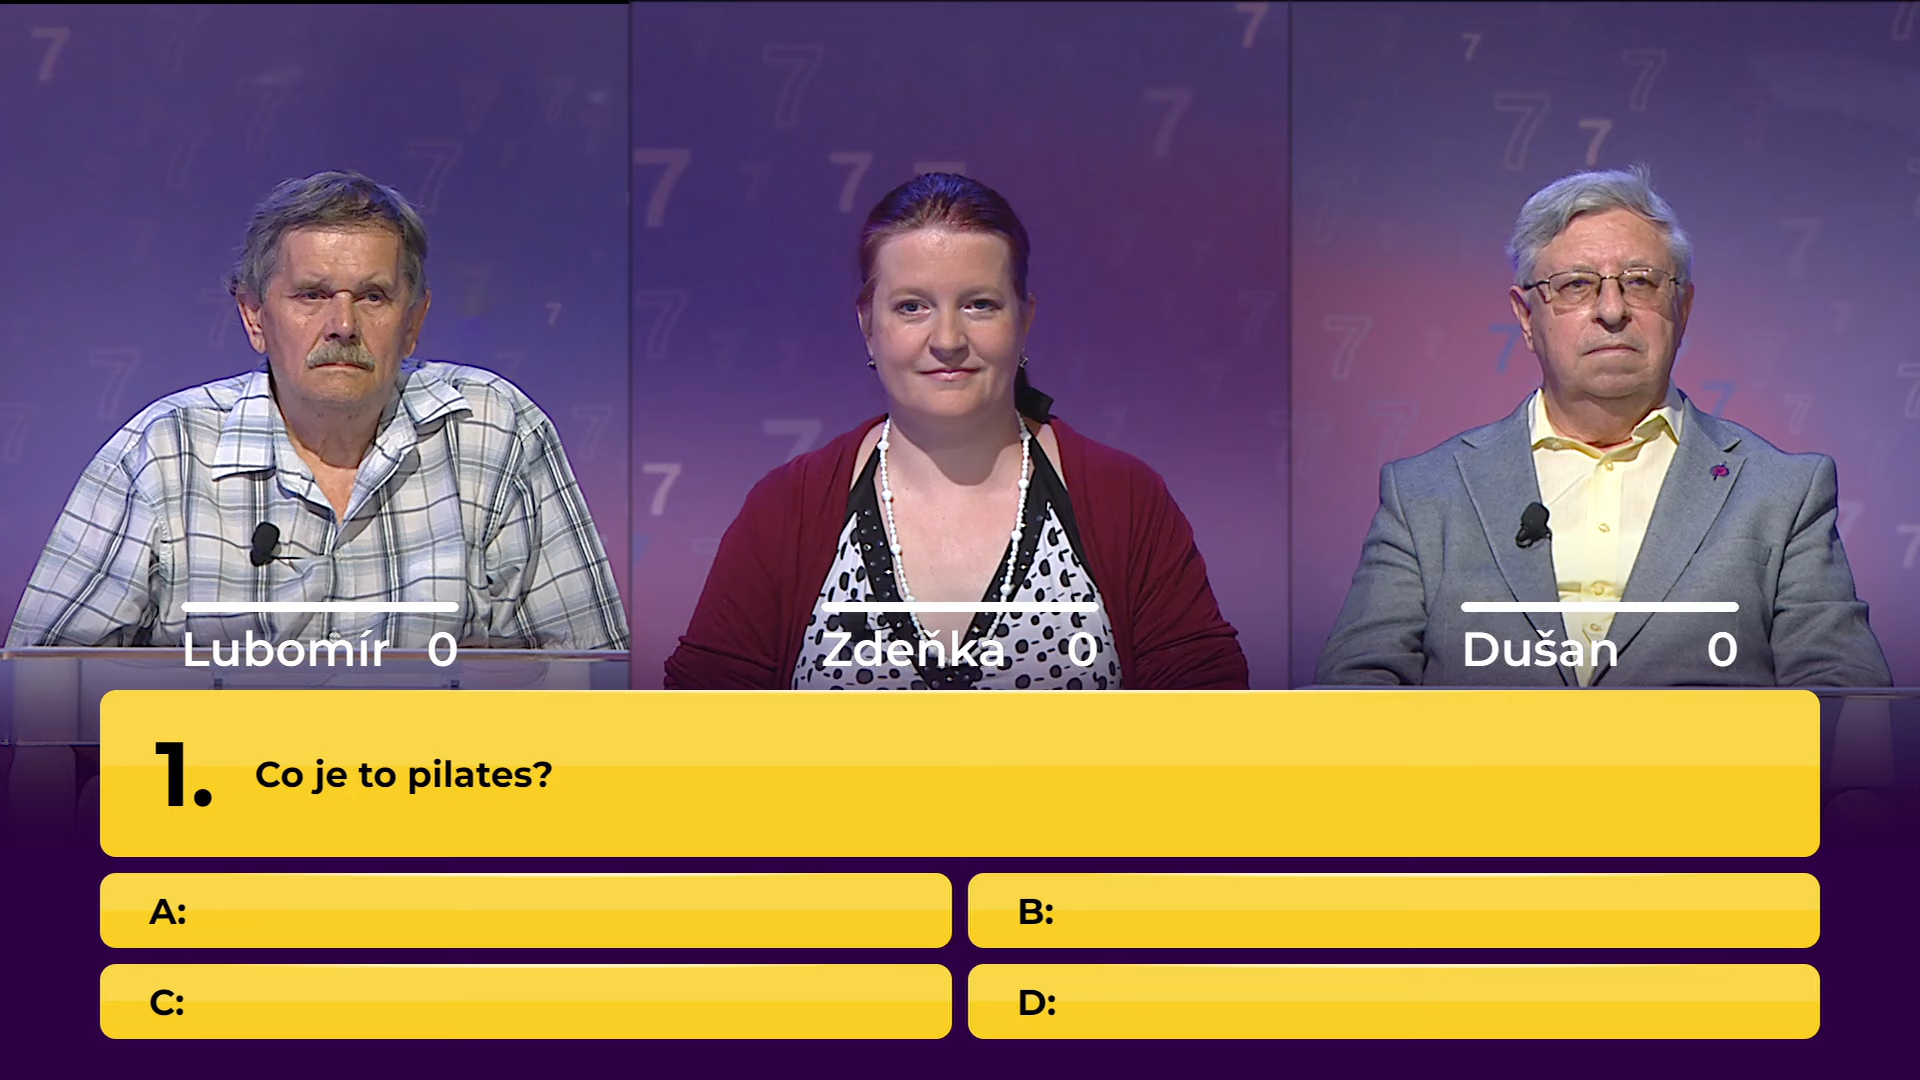 Lubomír 0
Zdeňka 0
Dušan 0
1. Co je to pilates?
A:
B:
C:
D: